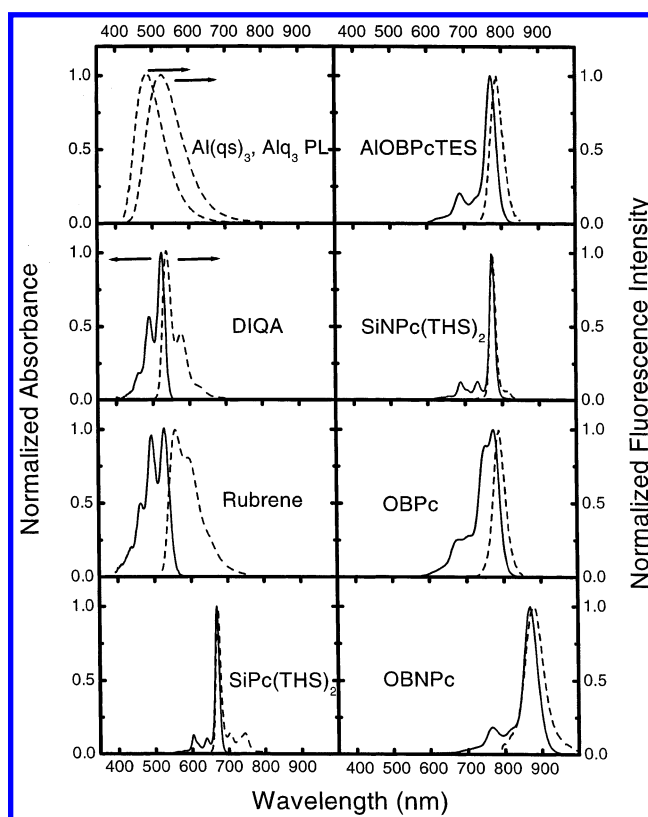 400 500 600 700 800 900
400 500 600 700 800 900
1.0
0.5
0.0
Al(qs)3, Alq3 PL
AlOBPcTES
1.0
0.5
0.0
1.0
0.5
0.0
DIQA
SiNPc(THS)2
1.0
0.5
0.0
1.0
0.5
0.0
Rubrene
OBPc
1.0
0.5
0.0
1.0
0.5
0.0
SiPc(THS)2
OBNPc
1.0
0.5
0.0
400 500 600 700 800 900
400 500 600 700 800 900
Normalized Absorbance
Normalized Fluorescence Intensity
Wavelength (nm)